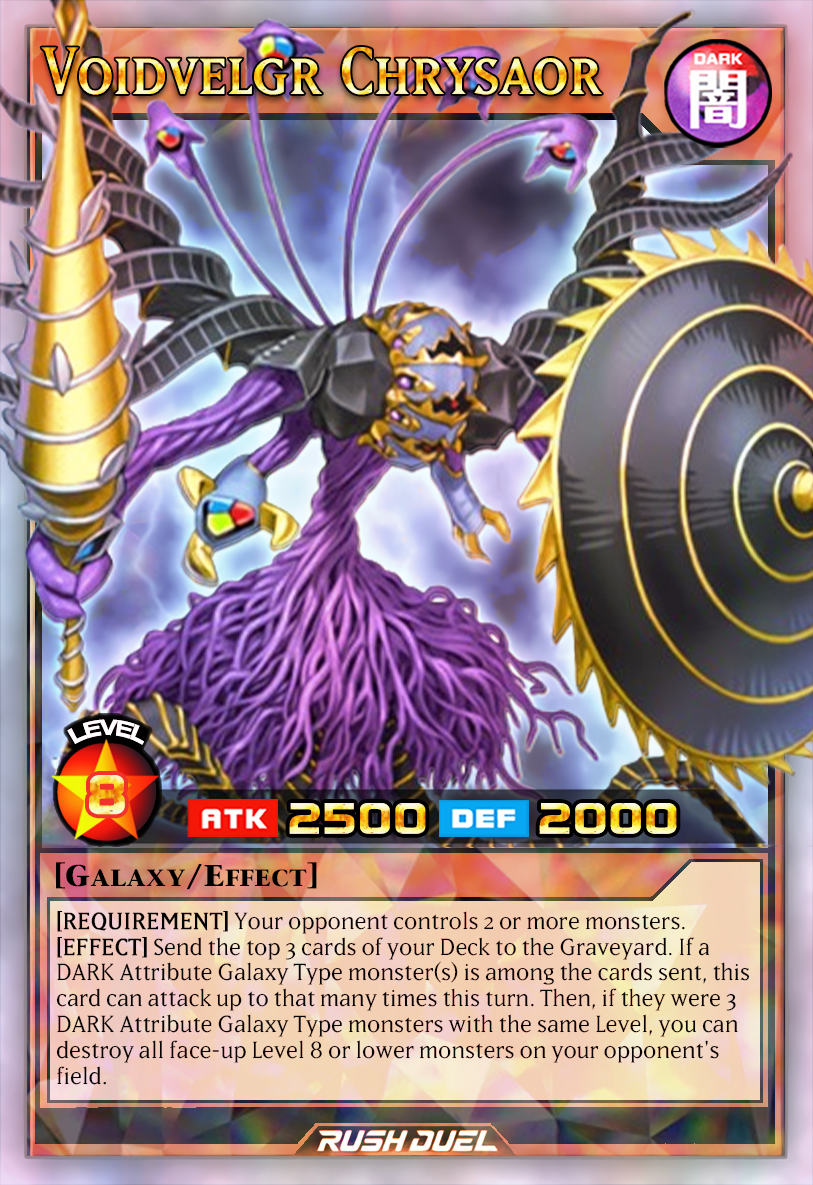 Voidvelgr Chrysaor
DARK
闇
LEVEL
8
ATK 2500 DEF 2000
[Galaxy/Effect]
[REQUIREMENT] Your opponent controls 2 or more monsters.
[EFFECT] Send the top 3 cards of your Deck to the Graveyard. If a
DARK Attribute Galaxy Type monster(s) is among the cards sent, this
card can attack up to that many times this turn. Then, if they were 3
DARK Attribute Galaxy Type monsters with the same Level, you can
destroy all face-up Level 8 or lower monsters on your opponent's
field.
RUSH DUEL